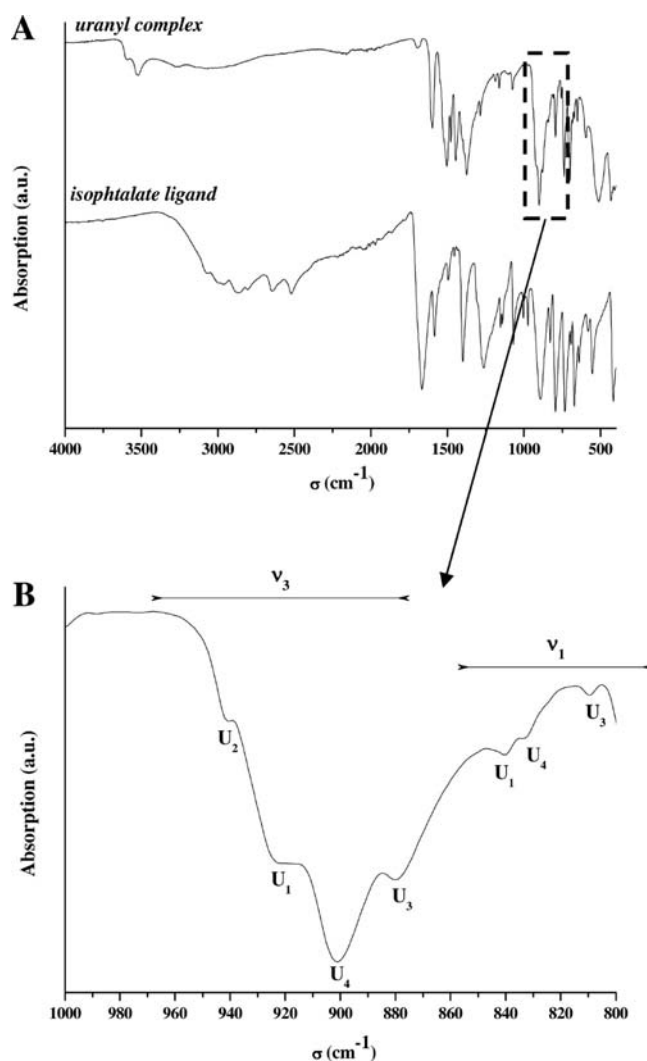 A
uranyl complex
isophtalate ligand
Absorption (a.u.)
4000 3500 3000 2500 2000 1500 1000 500
σ (cm⁻¹)
B
ν₃
ν₁
U₂
U₁
U₄
U₃
U₁
U₄
U₃
Absorption (a.u.)
1000 980 960 940 920 900 880 860 840 820 800
σ (cm⁻¹)